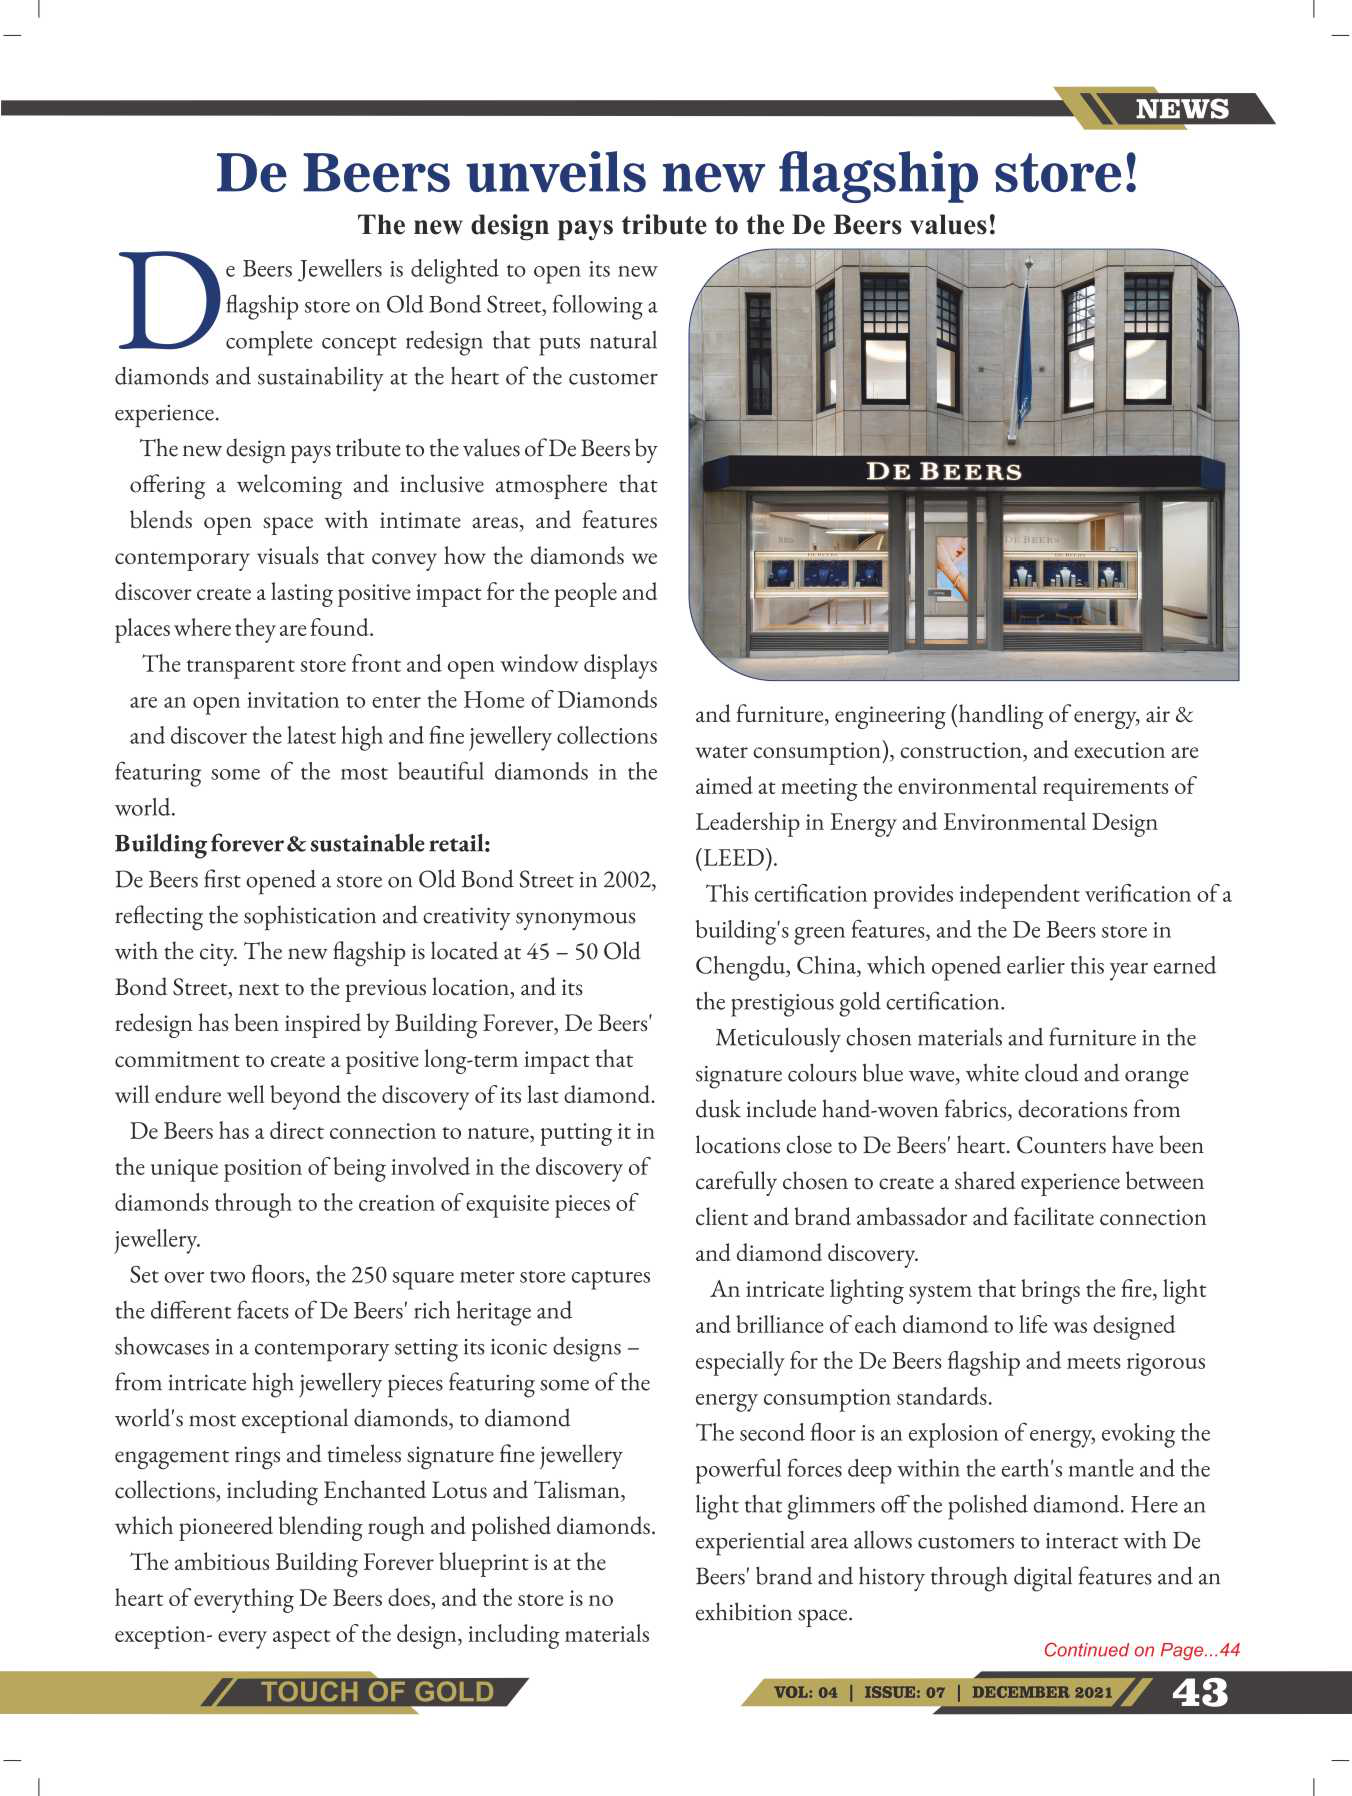 NEWS
De Beers unveils new flagship store!
The new design pays tribute to the De Beers values!
De Beers Jewellers is delighted to open its new
flagship store on Old Bond Street, following a
complete concept redesign that puts natural
diamonds and sustainability at the heart of the customer
experience.
The new design pays tribute to the values of De Beers by
offering a welcoming and inclusive atmosphere that
blends open space with intimate areas, and features
contemporary visuals that convey how the diamonds we
discover create a lasting positive impact for the people and
places where they are found.
The transparent store front and open window displays
are an open invitation to enter the Home of Diamonds
and discover the latest high and fine jewellery collections
featuring some of the most beautiful diamonds in the
world.
Building forever & sustainable retail:
De Beers first opened a store on Old Bond Street in 2002,
reflecting the sophistication and creativity synonymous
with the city. The new flagship is located at 45 – 50 Old
Bond Street, next to the previous location, and its
redesign has been inspired by Building Forever, De Beers'
commitment to create a positive long-term impact that
will endure well beyond the discovery of its last diamond.
De Beers has a direct connection to nature, putting it in
the unique position of being involved in the discovery of
diamonds through to the creation of exquisite pieces of
jewellery.
Set over two floors, the 250 square meter store captures
the different facets of De Beers' rich heritage and
showcases in a contemporary setting its iconic designs –
from intricate high jewellery pieces featuring some of the
world's most exceptional diamonds, to diamond
engagement rings and timeless signature fine jewellery
collections, including Enchanted Lotus and Talisman,
which pioneered blending rough and polished diamonds.
The ambitious Building Forever blueprint is at the
heart of everything De Beers does, and the store is no
exception- every aspect of the design, including materials
DE BEERS
DE BEERS
DE BEERS
DE BEERS
and furniture, engineering (handling of energy, air &
water consumption), construction, and execution are
aimed at meeting the environmental requirements of
Leadership in Energy and Environmental Design
(LEED).
This certification provides independent verification of a
building's green features, and the De Beers store in
Chengdu, China, which opened earlier this year earned
the prestigious gold certification.
Meticulously chosen materials and furniture in the
signature colours blue wave, white cloud and orange
dusk include hand-woven fabrics, decorations from
locations close to De Beers' heart. Counters have been
carefully chosen to create a shared experience between
client and brand ambassador and facilitate connection
and diamond discovery.
An intricate lighting system that brings the fire, light
and brilliance of each diamond to life was designed
especially for the De Beers flagship and meets rigorous
energy consumption standards.
The second floor is an explosion of energy, evoking the
powerful forces deep within the earth's mantle and the
light that glimmers off the polished diamond. Here an
experiential area allows customers to interact with De
Beers' brand and history through digital features and an
exhibition space.
Continued on Page...44
TOUCH OF GOLD
VOL: 04 | ISSUE: 07 | DECEMBER 2021
43